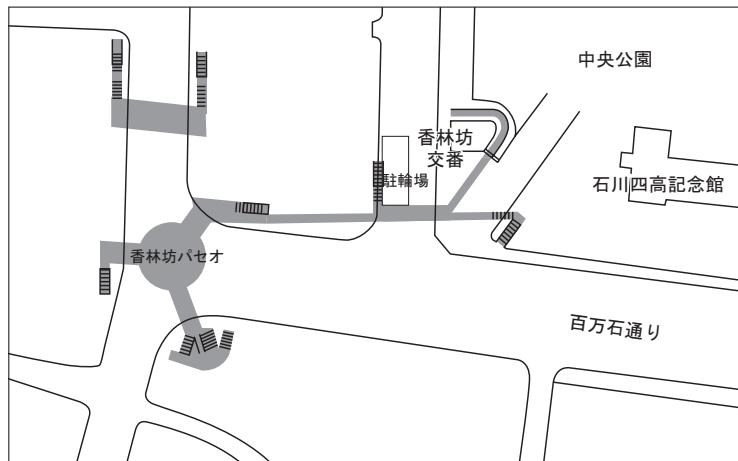 中央公園
香林坊
交番
駐輪場
石川四高記念館
香林坊パセオ
百万石通り